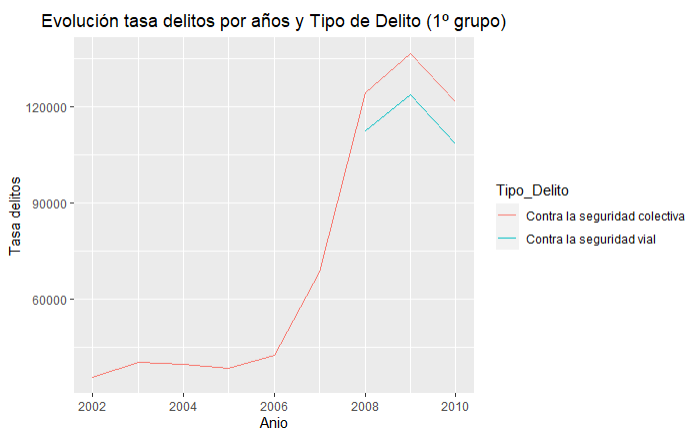 Evolución tasa delitos por años y Tipo de Delito (1º grupo)
120000
90000
60000
Tasa delitos
2002
2004
2006
2008
2010
Anio
Tipo_Delito
Contra la seguridad colectiva
Contra la seguridad vial